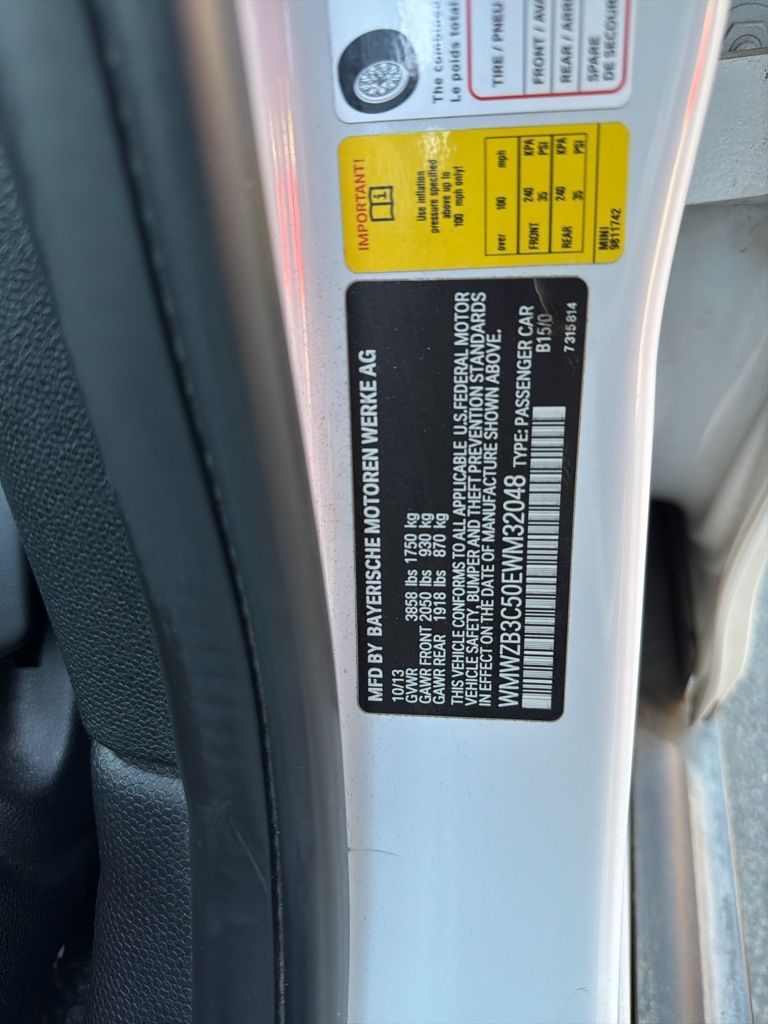 The combined
Le poids total
TIRE / PNEU
FRONT / AVA
REAR / ARRI
SPARE
DE SECOUR
IMPORTANT!
Use inflation
pressure specified
above up to
100 mph only!
over 100 mph
FRONT 240 KPA
35 PSI
REAR 240 KPA
35 PSI
MINI
9811742
MFD BY BAYERISCHE MOTOREN WERKE AG
10/13
GVWR 3858 lbs 1750 kg
GAWR FRONT 2050 lbs 930 kg
GAWR REAR 1918 lbs 870 kg
THIS VEHICLE CONFORMS TO ALL APPLICABLE U.S.FEDERAL MOTOR
VEHICLE SAFETY, BUMPER AND THEFT PREVENTION STANDARDS
IN EFFECT ON THE DATE OF MANUFACTURE SHOWN ABOVE.
WMWZB3C50EWM32048 TYPE: PASSENGER CAR
B15/0
7315814